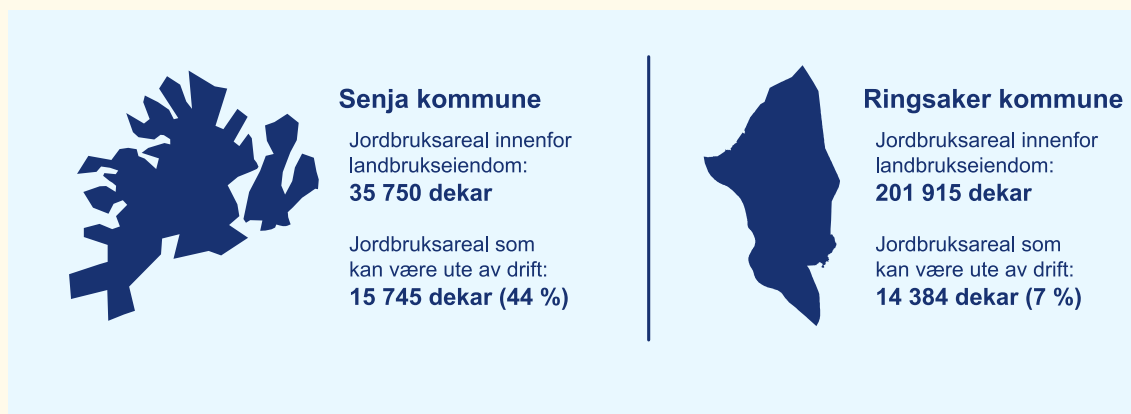 Senja kommune
Jordbruksareal innenfor
landbrukseiendom:
35 750 dekar
Jordbruksareal som
kan være ute av drift:
15 745 dekar (44 %)
Ringsaker kommune
Jordbruksareal innenfor
landbrukseiendom:
201 915 dekar
Jordbruksareal som
kan være ute av drift:
14 384 dekar (7 %)